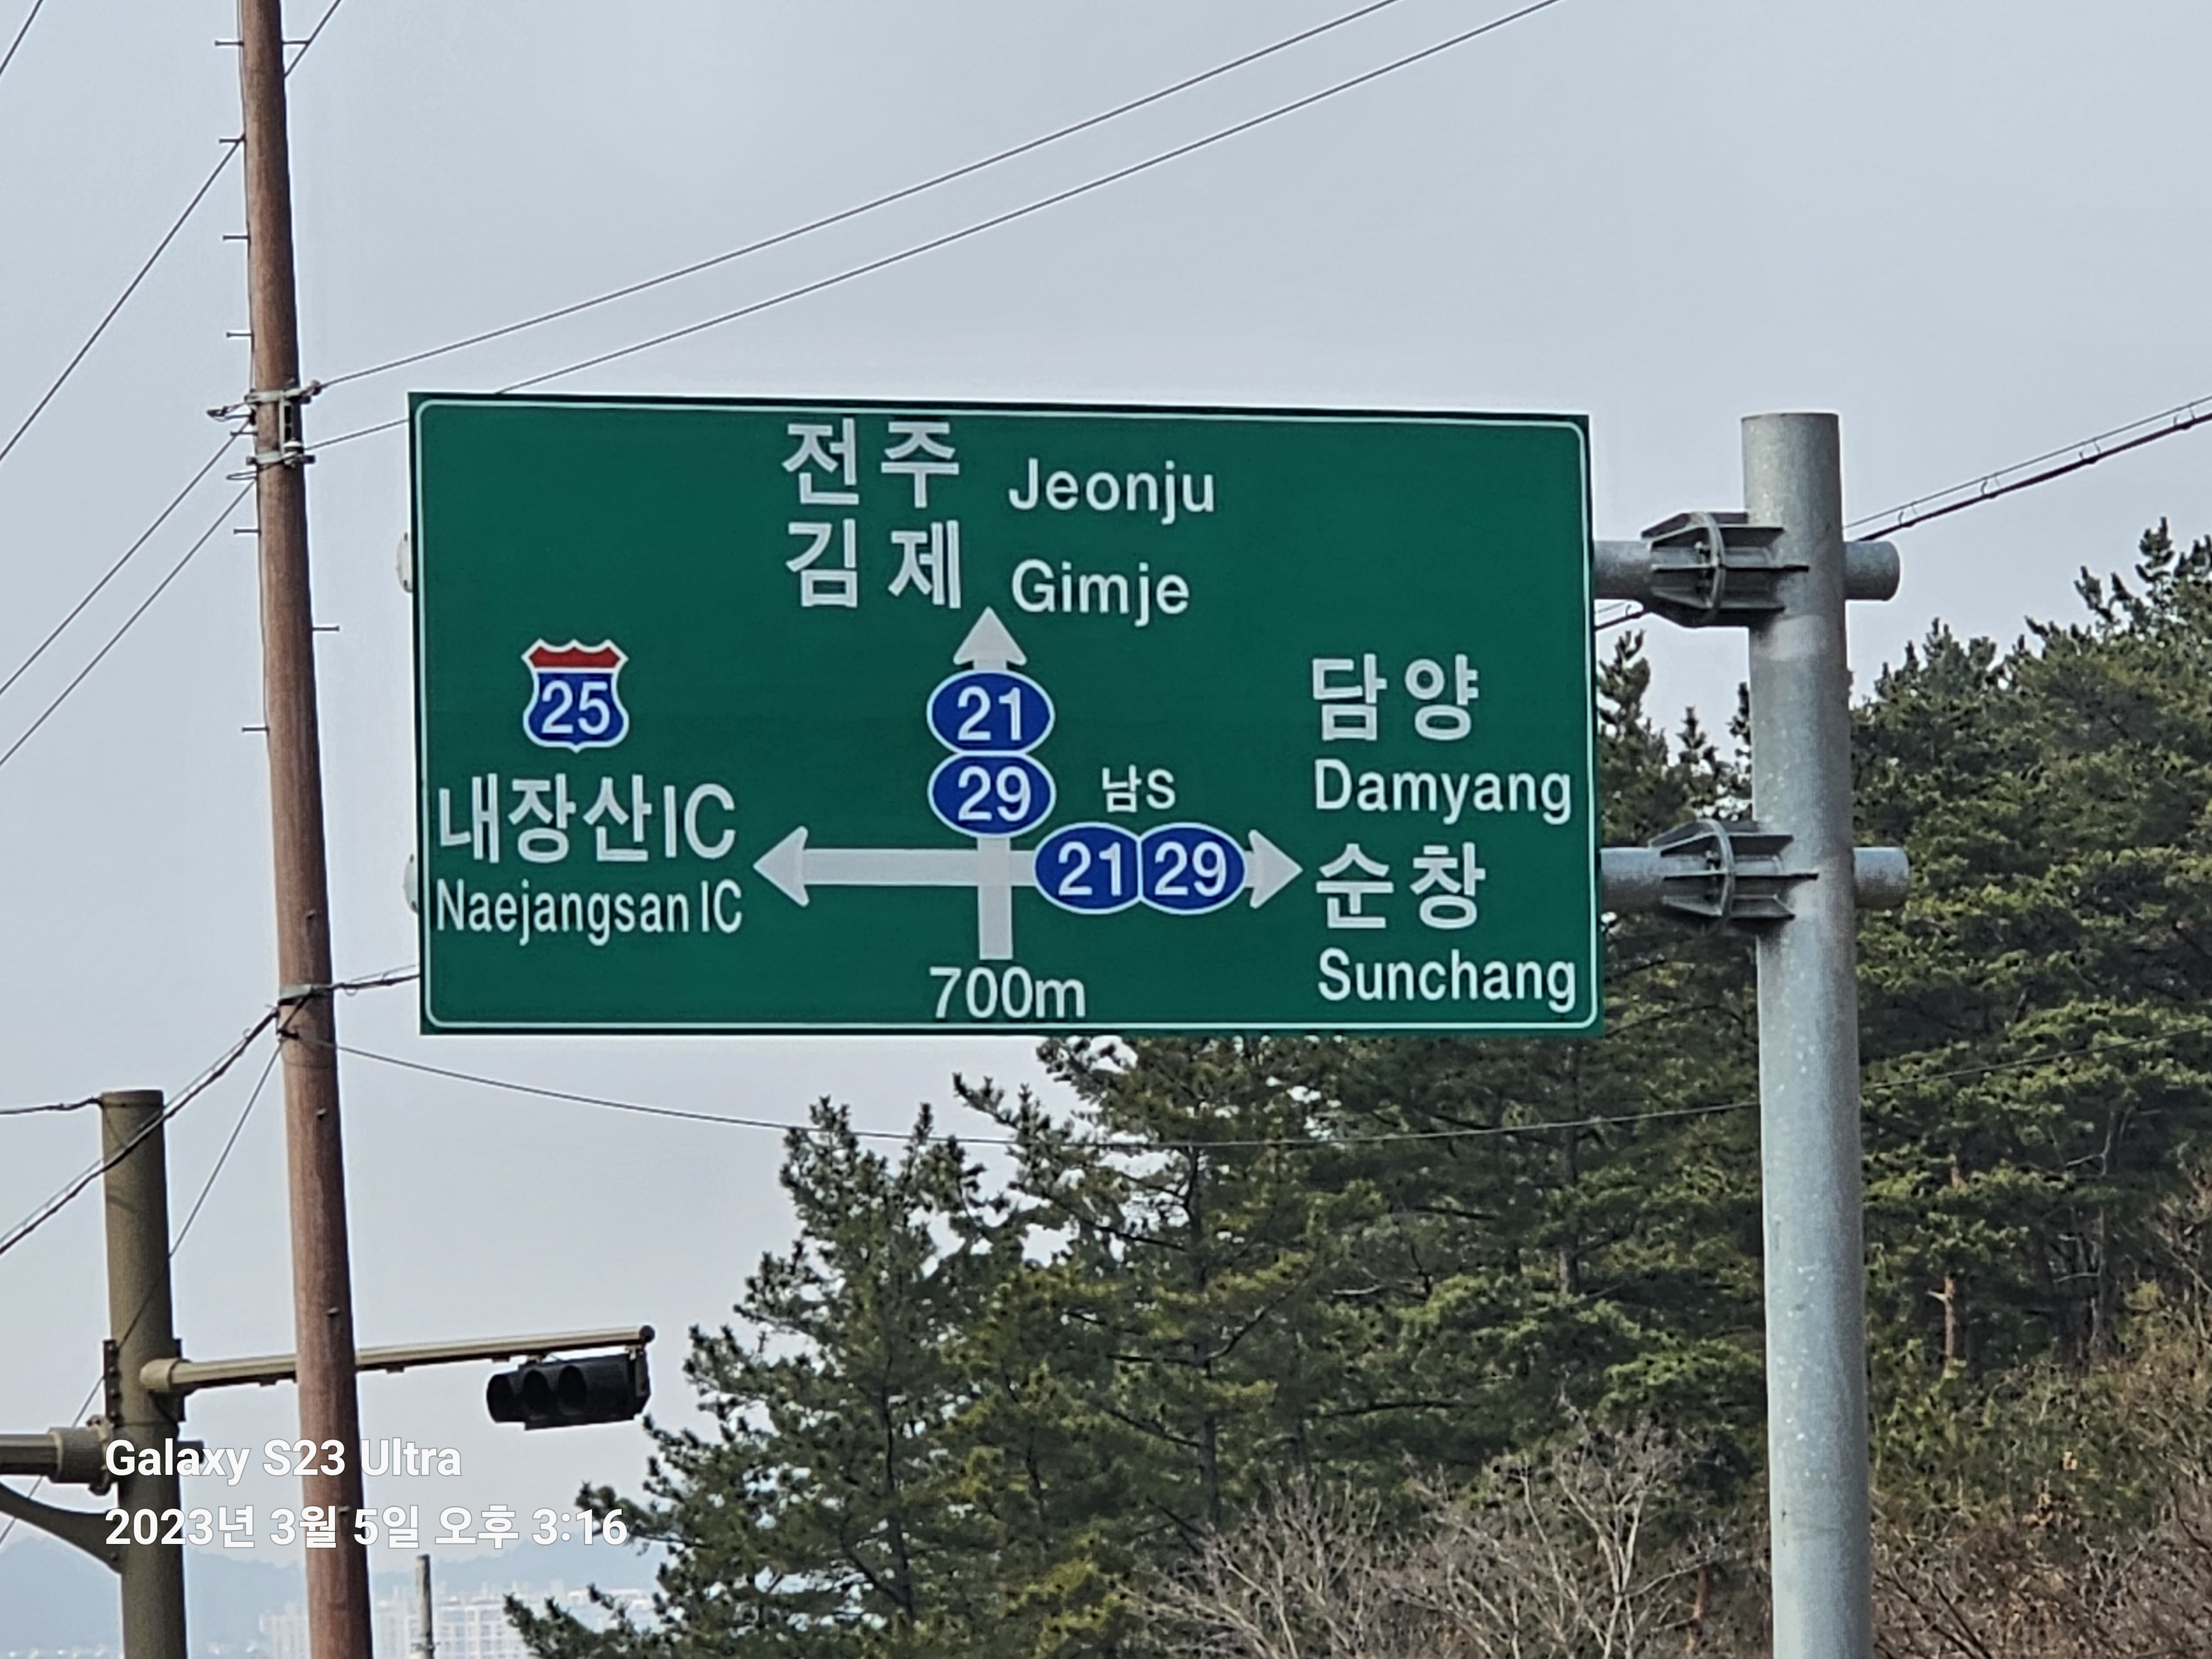 전주 Jeonju
김제 Gimje
25
내장산IC
Naejangsan IC
21
29
남S
21 29
담양
Damyang
순창
Sunchang
700m
Galaxy S23 Ultra
2023년 3월 5일 오후 3:16